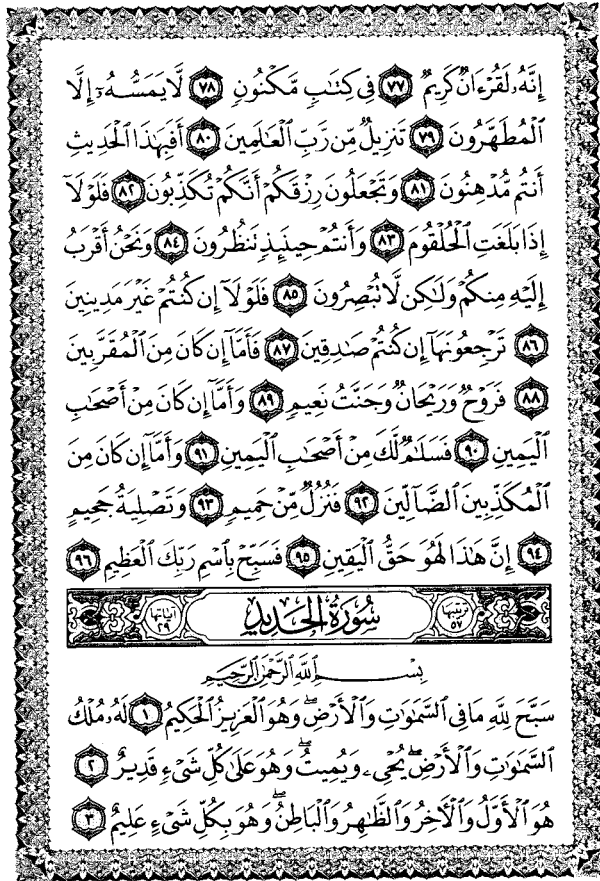 إِنَّهُۥ لَقُرْءَانٌ كَرِيمٌ ٧٧ فِى كِتَٰبٍ مَّكْنُونٍ ٧٨ لَّا يَمَسُّهُۥٓ إِلَّا
ٱلْمُطَهَّرُونَ ٧٩ تَنزِيلٌ مِّن رَّبِّ ٱلْعَٰلَمِينَ ٨٠ أَفَبِهَٰذَا ٱلْحَدِيثِ
أَنتُم مُّدْهِنُونَ ٨١ وَتَجْعَلُونَ رِزْقَكُمْ أَنَّكُمْ تُكَذِّبُونَ ٨٢ فَلَوْلَآ
إِذَا بَلَغَتِ ٱلْحُلْقُومَ ٨٣ وَأَنتُمْ حِينَئِذٍ تَنظُرُونَ ٨٤ وَنَحْنُ أَقْرَبُ
إِلَيْهِ مِنكُمْ وَلَٰكِن لَّا تُبْصِرُونَ ٨٥ فَلَوْلَآ إِن كُنتُمْ غَيْرَ مَدِينِينَ
٨٦ تَرْجِعُونَهَآ إِن كُنتُمْ صَٰدِقِينَ ٨٧ فَأَمَّآ إِن كَانَ مِنَ ٱلْمُقَرَّبِينَ
٨٨ فَرَوْحٌ وَرَيْحَانٌ وَجَنَّتُ نَعِيمٍ ٨٩ وَأَمَّآ إِن كَانَ مِنْ أَصْحَٰبِ
ٱلْيَمِينِ ٩٠ فَسَلَٰمٌ لَّكَ مِنْ أَصْحَٰبِ ٱلْيَمِينِ ٩١ وَأَمَّآ إِن كَانَ مِنَ
ٱلْمُكَذِّبِينَ ٱلضَّآلِّينَ ٩٢ فَنُزُلٌ مِّنْ حَمِيمٍ ٩٣ وَتَصْلِيَةُ جَحِيمٍ
٩٤ إِنَّ هَٰذَا لَهُوَ حَقُّ ٱلْيَقِينِ ٩٥ فَسَبِّحْ بِٱسْمِ رَبِّكَ ٱلْعَظِيمِ ٩٦
ترتيبها ٥٧ سُورَةُ الحَدِيدِ آياتها ٢٩
بِسْمِ ٱللَّهِ ٱلرَّحْمَٰنِ ٱلرَّحِيمِ
سَبَّحَ لِلَّهِ مَا فِى ٱلسَّمَٰوَٰتِ وَٱلْأَرْضِ ۖ وَهُوَ ٱلْعَزِيزُ ٱلْحَكِيمُ ١ لَهُۥ مُلْكُ
ٱلسَّمَٰوَٰتِ وَٱلْأَرْضِ ۖ يُحْىِۦ وَيُمِيتُ ۖ وَهُوَ عَلَىٰ كُلِّ شَىْءٍ قَدِيرٌ ٢
هُوَ ٱلْأَوَّلُ وَٱلْءَاخِرُ وَٱلظَّٰهِرُ وَٱلْبَاطِنُ ۖ وَهُوَ بِكُلِّ شَىْءٍ عَلِيمٌ ٣